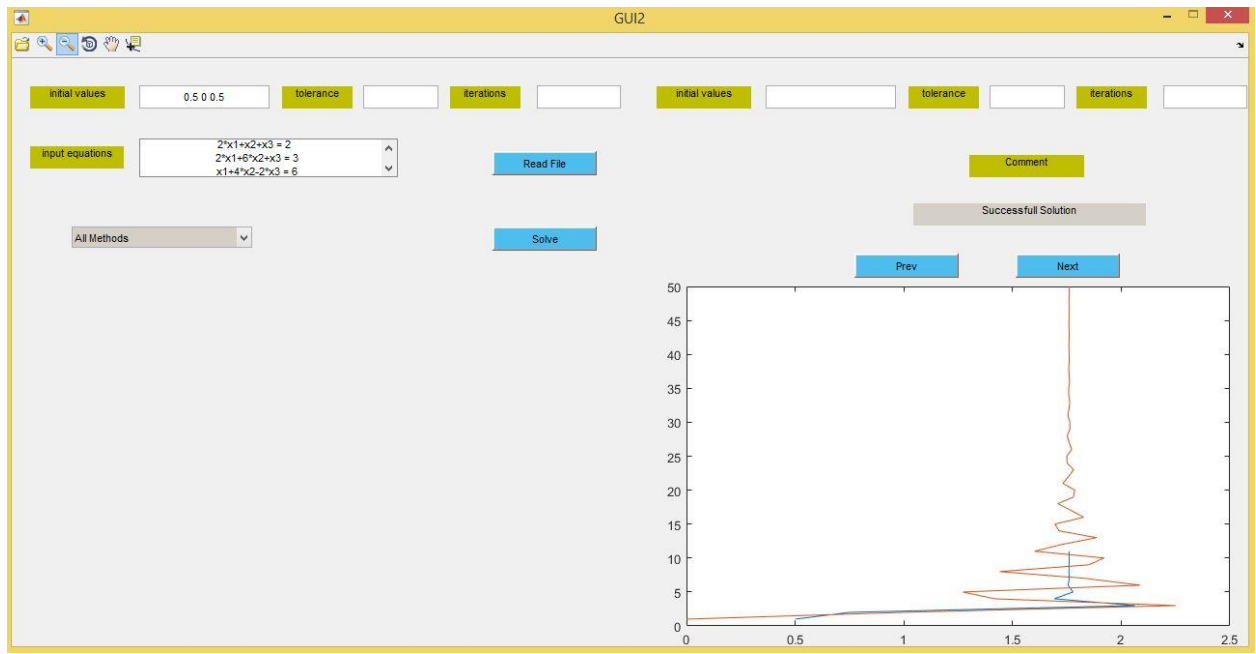 GUI2
initial values 0.5 0 0.5 tolerance iterations initial values tolerance iterations
input equations
2*x1+x2+x3 = 2
2*x1+6*x2+x3 = 3
x1+4*x2-2*x3 = 6
Read File
Comment
Successfull Solution
All Methods
Solve
Prev Next
50
45
40
35
30
25
20
15
10
5
0
0 0.5 1 1.5 2 2.5